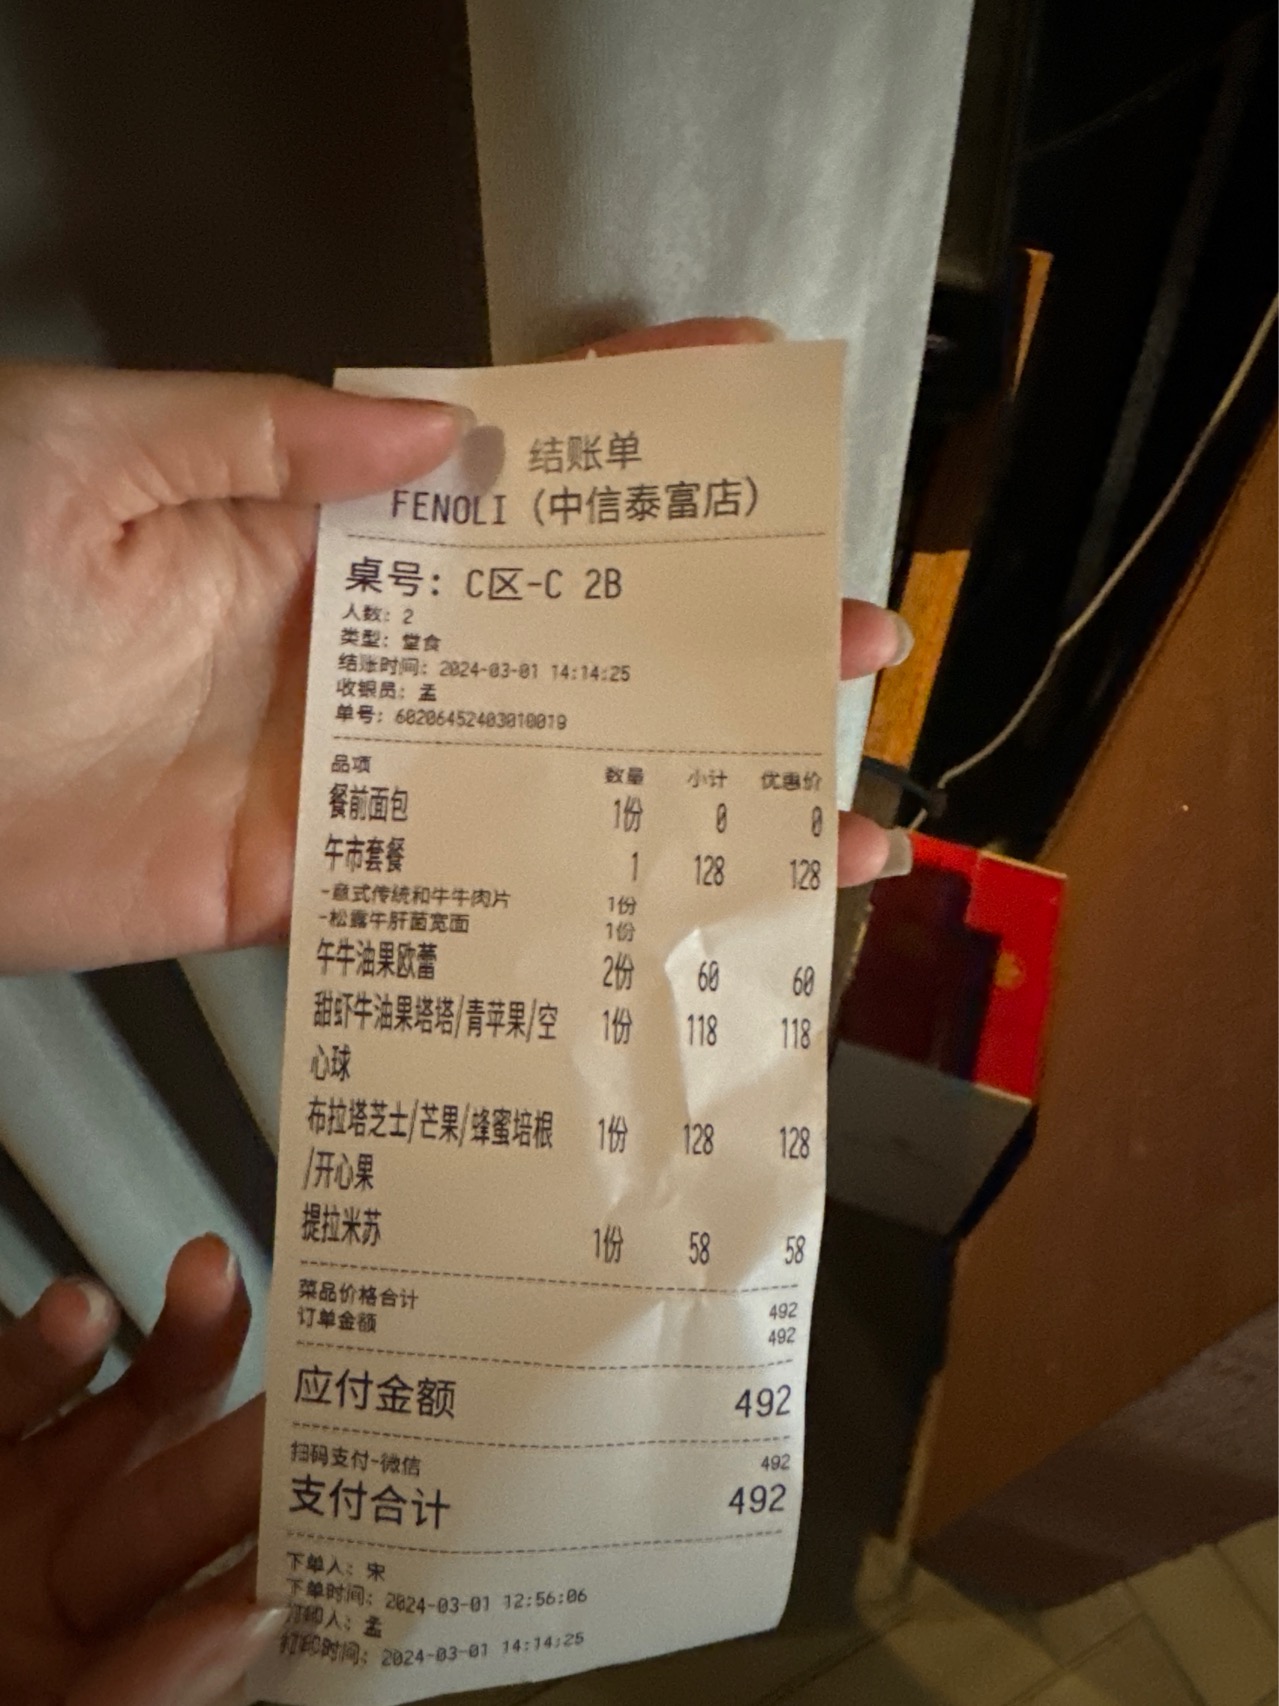 结账单
FENOLI (中信泰富店)
桌号: C区-C 2B
人数: 2
类型: 堂食
结账时间: 2024-03-01 14:14:25
收银员: 孟
单号: 602064524030100​19
品项 数量 小计 优惠价
餐前面包 1份 0 0
午市套餐 1 128 128
-意式传统和牛牛肉片 1份
-松露牛肝菌宽面 1份
午牛油果欧蕾 2份 60 60
甜虾牛油果塔塔/青苹果/空 1份 118 118
心球
布拉塔芝士/芒果/蜂蜜培根 1份 128 128
/开心果
提拉米苏 1份 58 58
菜品价格合计 492
订单金额 492
应付金额 492
扫码支付-微信 492
支付合计 492
下单人: 宋
下单时间: 2024-03-01 12:56:06
打印人: 孟
打印时间: 2024-03-01 14:14:25